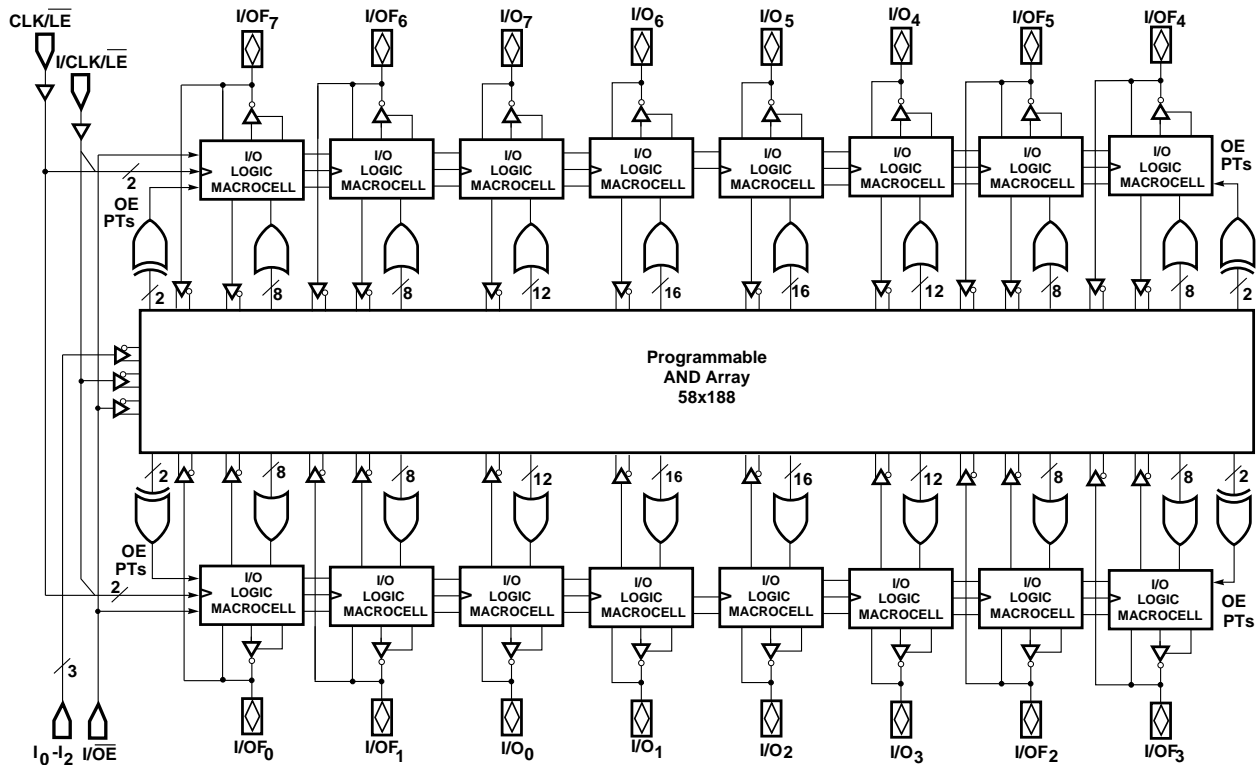 CLK/L̅E̅
I/OF7
I/OF6
I/O7
I/O6
I/O5
I/O4
I/OF5
I/OF4
I/CLK/L̅E̅
I/O
LOGIC
MACROCELL
I/O
LOGIC
MACROCELL
I/O
LOGIC
MACROCELL
I/O
LOGIC
MACROCELL
I/O
LOGIC
MACROCELL
I/O
LOGIC
MACROCELL
I/O
LOGIC
MACROCELL
I/O
LOGIC
MACROCELL
OE
PTs
2
OE
PTs
2
8
8
12
16
16
12
8
8
2
Programmable
AND Array
58x188
2
8
8
12
16
16
12
8
8
2
OE
PTs
2
I/O
LOGIC
MACROCELL
I/O
LOGIC
MACROCELL
I/O
LOGIC
MACROCELL
I/O
LOGIC
MACROCELL
I/O
LOGIC
MACROCELL
I/O
LOGIC
MACROCELL
I/O
LOGIC
MACROCELL
I/O
LOGIC
MACROCELL
OE
PTs
3
I0-I2
I/O̅E̅
I/OF0
I/OF1
I/O0
I/O1
I/O2
I/O3
I/OF2
I/OF3